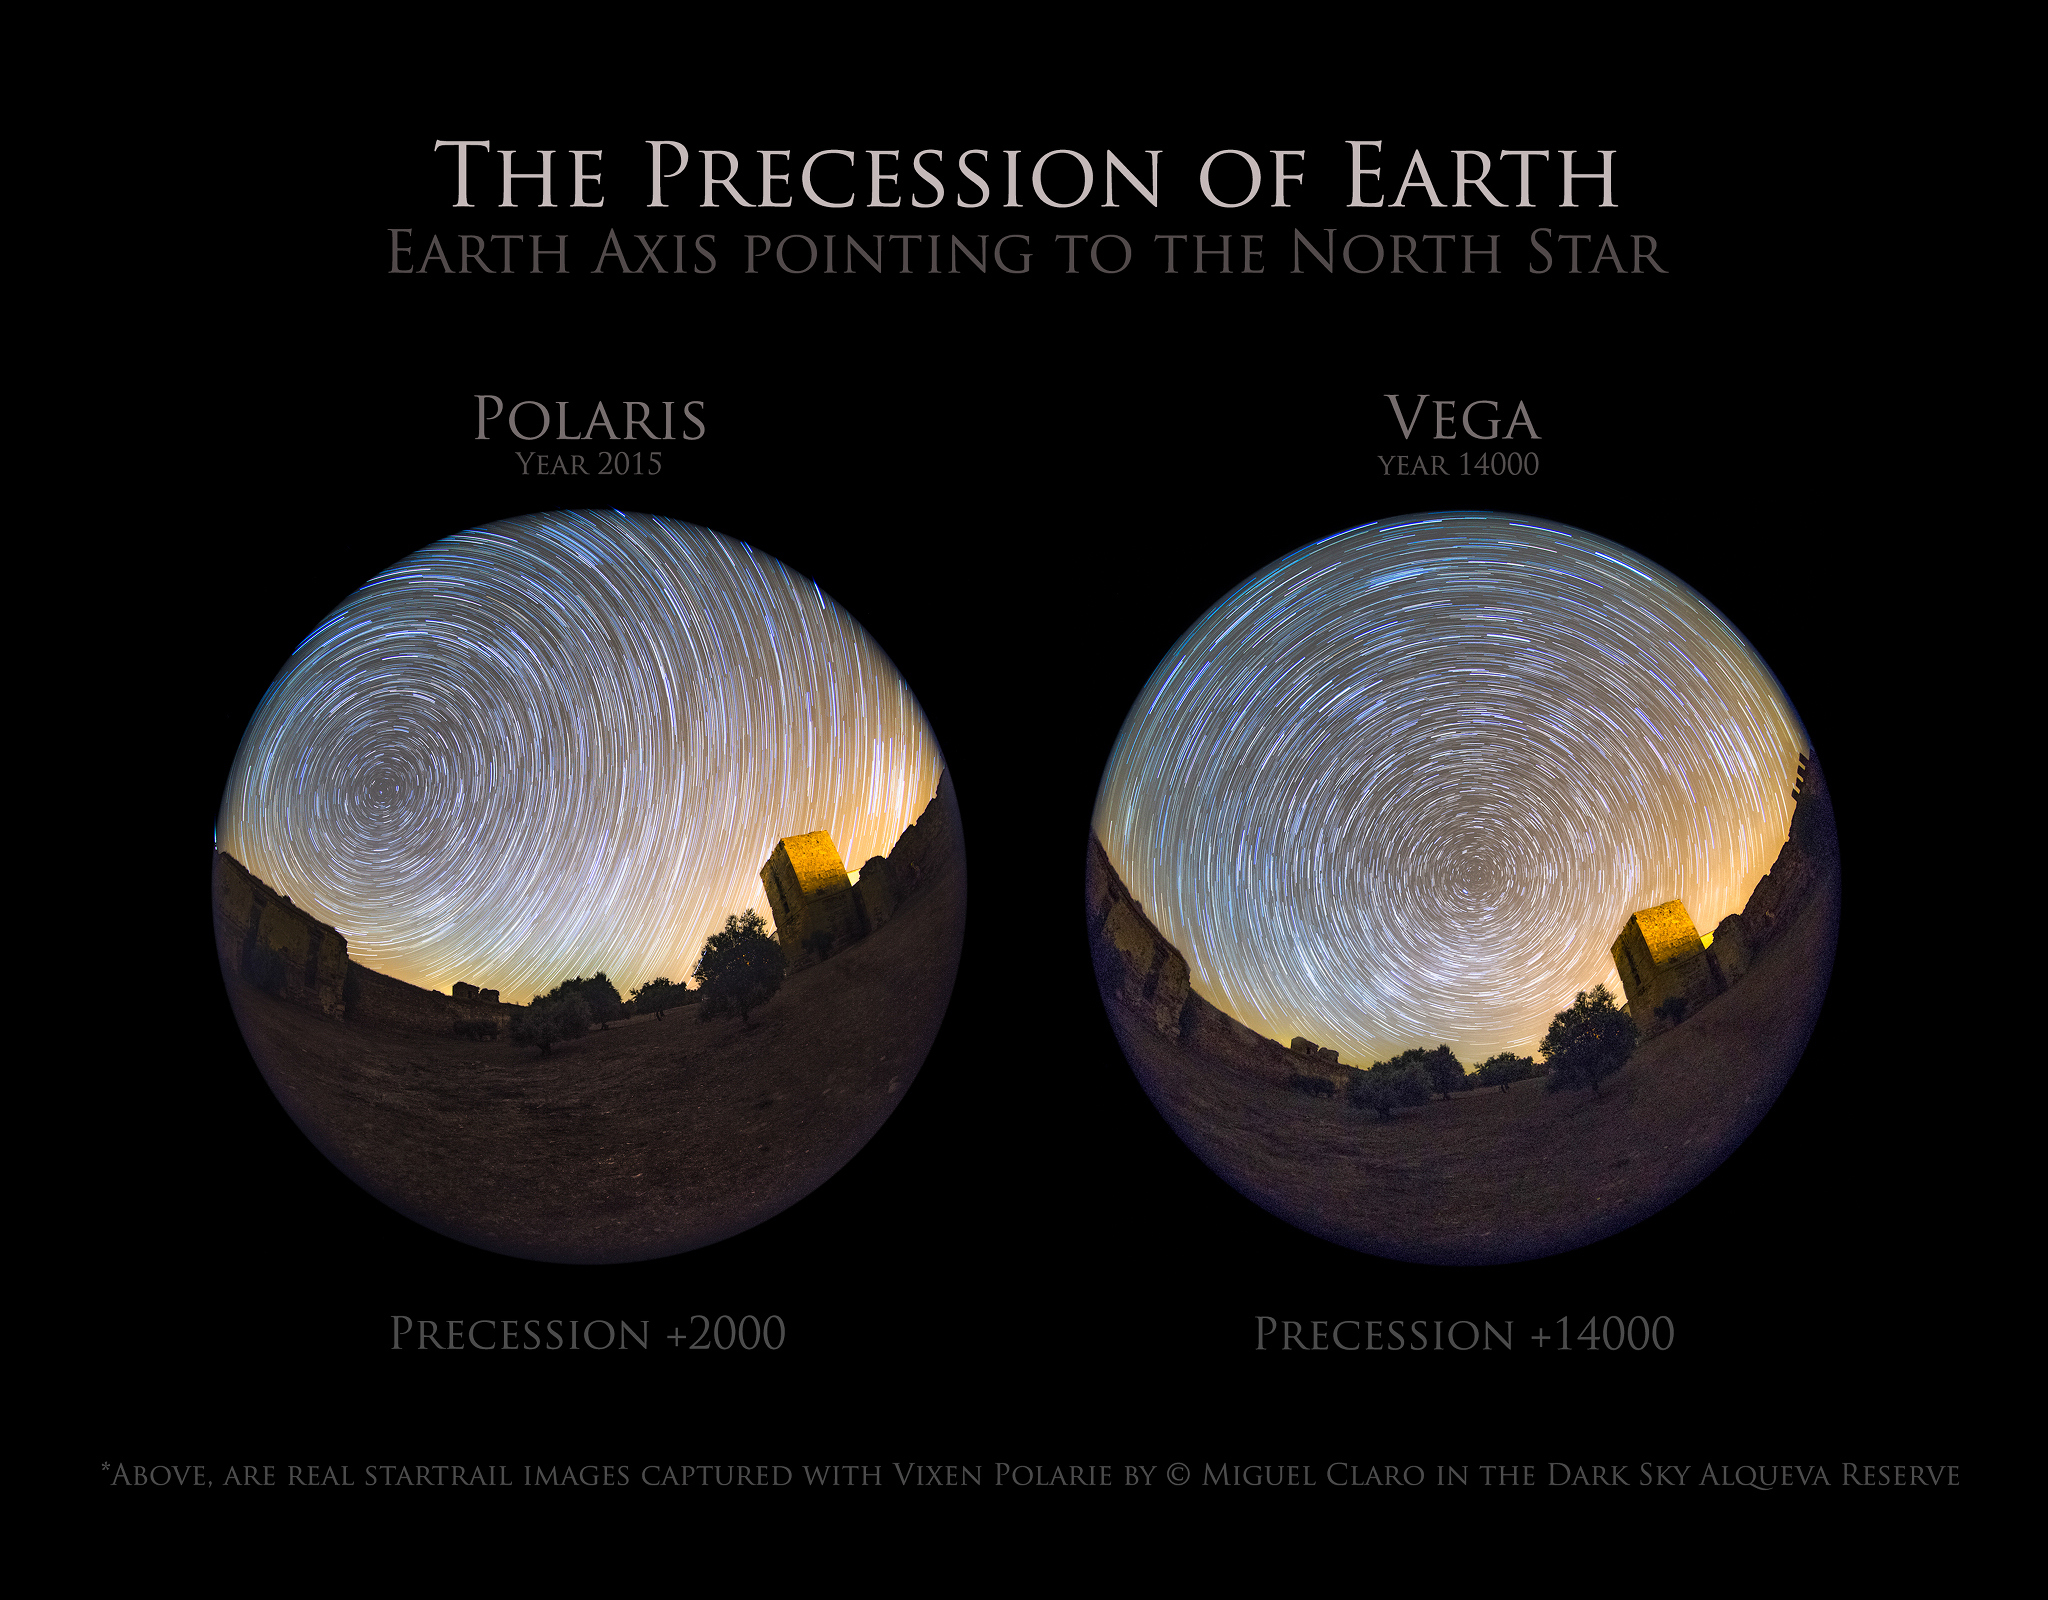 The Precession of Earth
Earth Axis pointing to the North Star
Polaris
Year 2015
Vega
year 14000
Precession +2000
Precession +14000
*Above, are real startrail images captured with Vixen Polarie by © Miguel Claro in the Dark Sky Alqueva Reserve